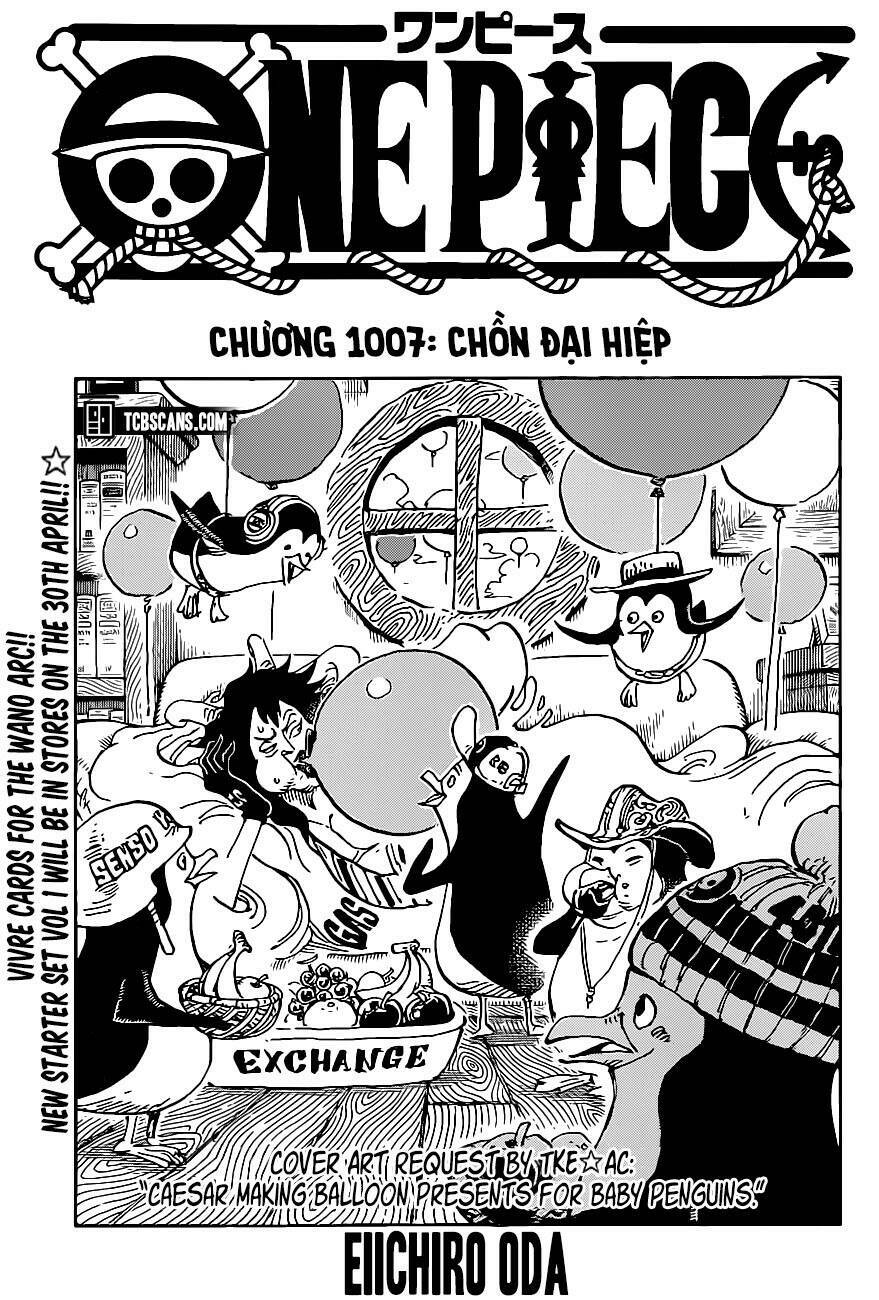 ワンピース
ONE PIECE
CHƯƠNG 1007: CHỒN ĐẠI HIỆP
TCBSCANS.COM
VIVRE CARDS FOR THE WANO ARC!!
NEW STARTER SET VOL 1 WILL BE IN STORES ON THE 30TH APRIL!!☆
SENSO
GAS
EXCHANGE
COVER ART REQUEST BY TKE☆AC:
"CAESAR MAKING BALLOON PRESENTS FOR BABY PENGUINS."
EIICHIRO ODA